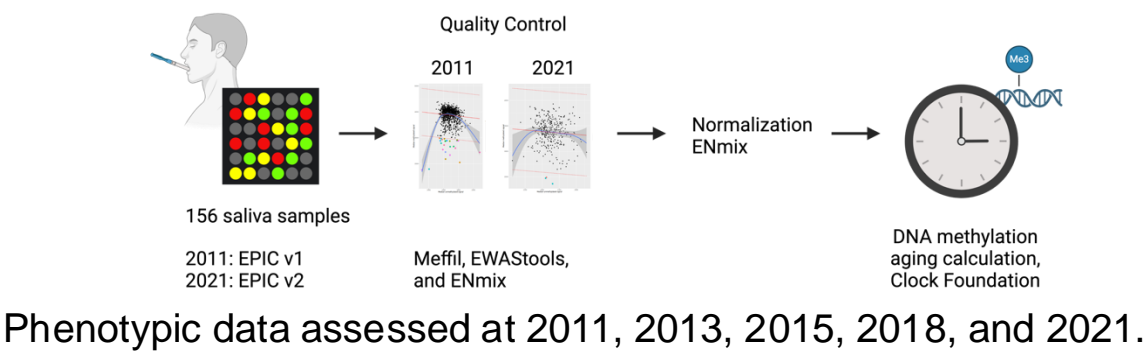 Quality Control
2011 2021
Me3
Normalization
ENmix
156 saliva samples
2011: EPIC v1
2021: EPIC v2
Meffil, EWAStools,
and ENmix
DNA methylation
aging calculation,
Clock Foundation
Phenotypic data assessed at 2011, 2013, 2015, 2018, and 2021.